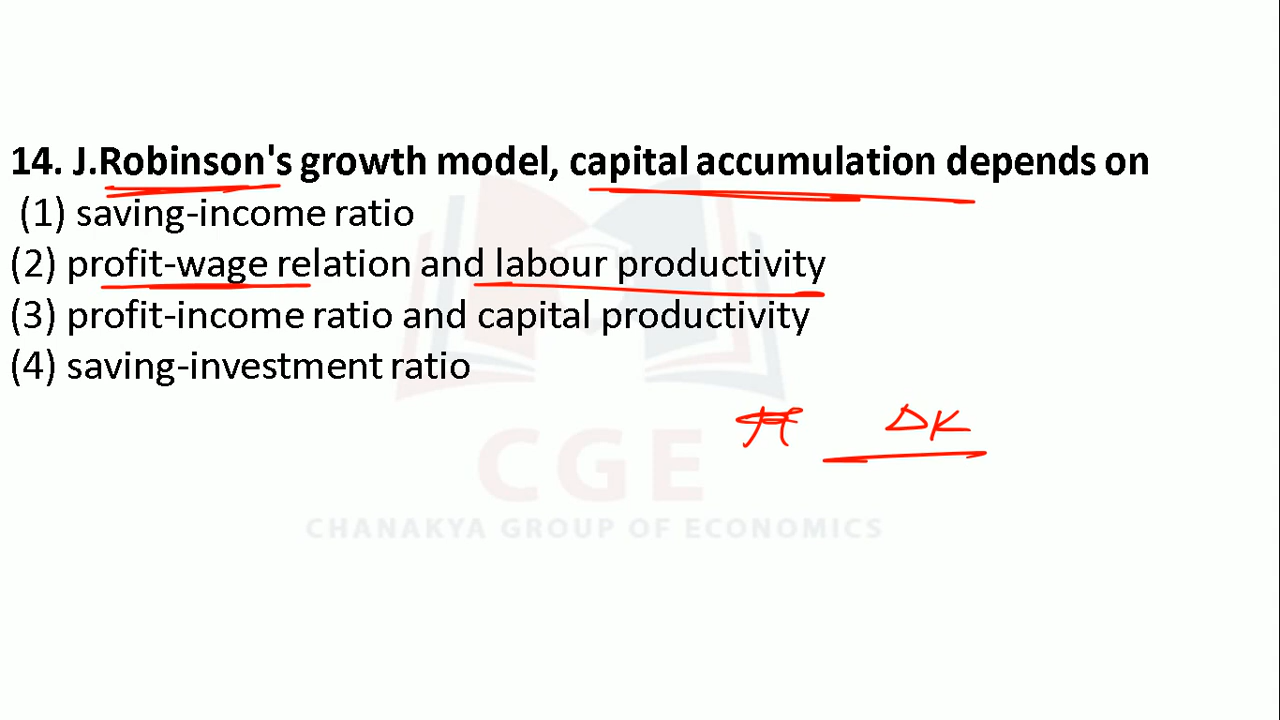 14. J.Robinson's growth model, capital accumulation depends on
(1) saving-income ratio
(2) profit-wage relation and labour productivity
(3) profit-income ratio and capital productivity
(4) saving-investment ratio
ΔK
CGE
CHANAKYA GROUP OF ECONOMICS